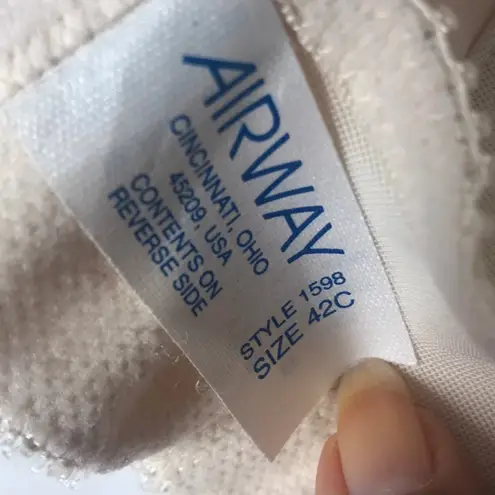 AIRWAY
CINCINNATI, OHIO
45209, USA
CONTENTS ON
REVERSE SIDE
STYLE 1598
SIZE 42C